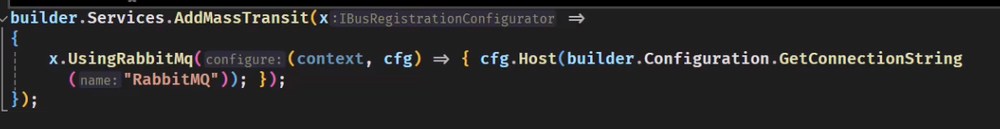 builder.Services.AddMassTransit(x :IBusRegistrationConfigurator =>
{
x.UsingRabbitMq( configure: (context, cfg) => { cfg.Host(builder.Configuration.GetConnectionString
( name: "RabbitMQ")); });
});